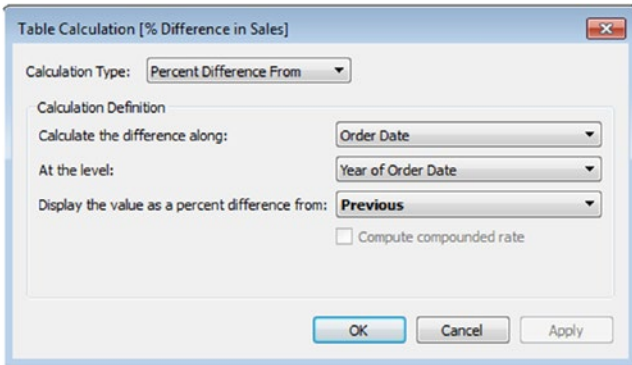 Table Calculation [% Difference in Sales]
Calculation Type: Percent Difference From
Calculation Definition
Calculate the difference along: Order Date
At the level: Year of Order Date
Display the value as a percent difference from: Previous
Compute compounded rate
OK Cancel Apply